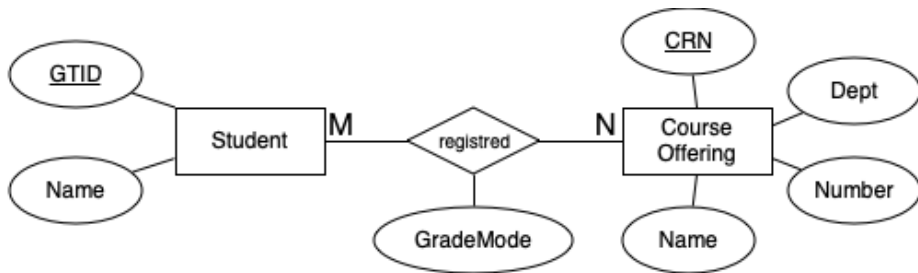 CRN
GTID
Dept
Student
M
registred
N
Course
Offering
Name
Number
GradeMode
Name